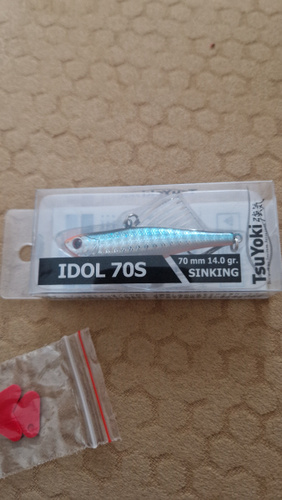 IDOL 70S
70 mm 14.0 gr.
SINKING
TsuYoki